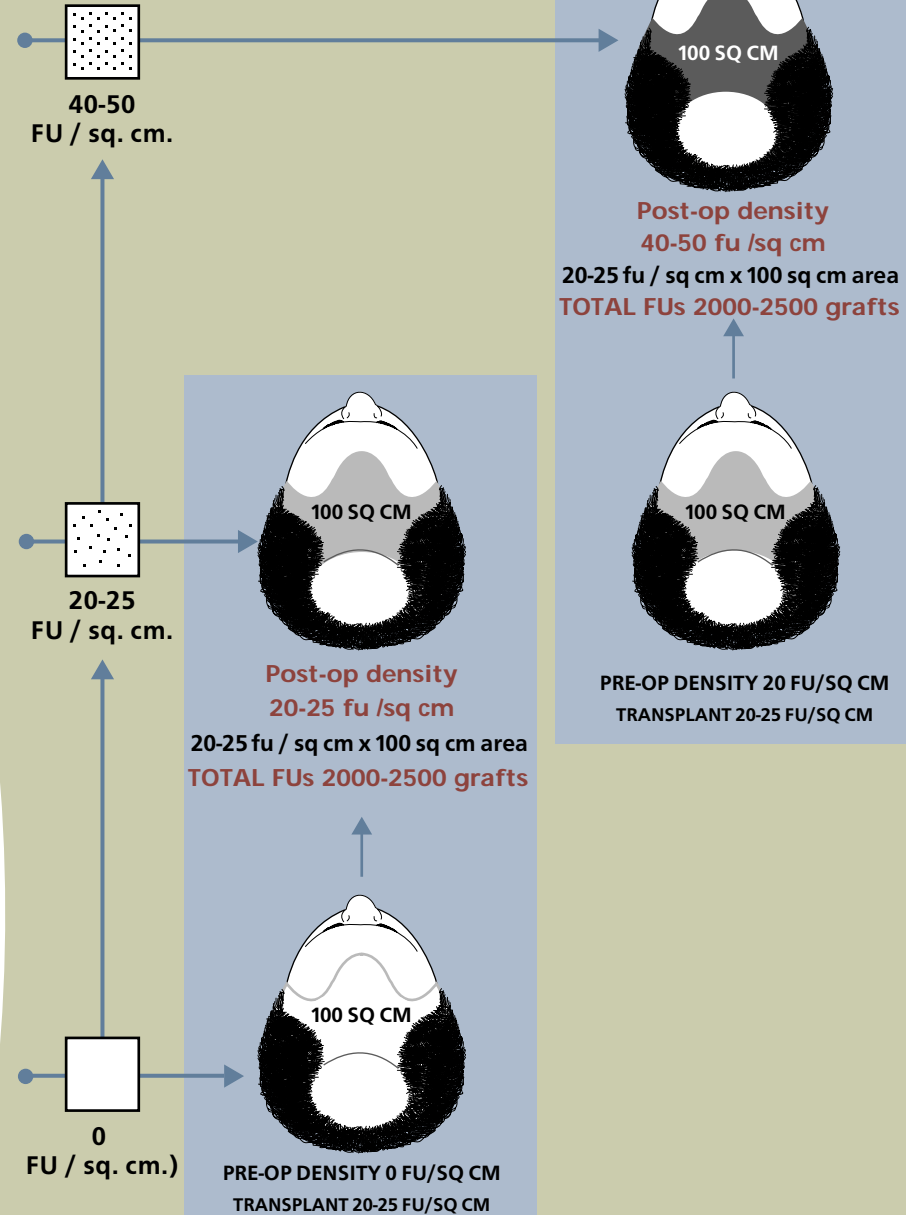 100 SQ CM
40-50
FU / sq. cm.
Post-op density
40-50 fu /sq cm
20-25 fu / sq cm x 100 sq cm area
TOTAL FUs 2000-2500 grafts
100 SQ CM
100 SQ CM
20-25
FU / sq. cm.
Post-op density
20-25 fu /sq cm
20-25 fu / sq cm x 100 sq cm area
TOTAL FUs 2000-2500 grafts
PRE-OP DENSITY 20 FU/SQ CM
TRANSPLANT 20-25 FU/SQ CM
100 SQ CM
0
FU / sq. cm.)
PRE-OP DENSITY 0 FU/SQ CM
TRANSPLANT 20-25 FU/SQ CM